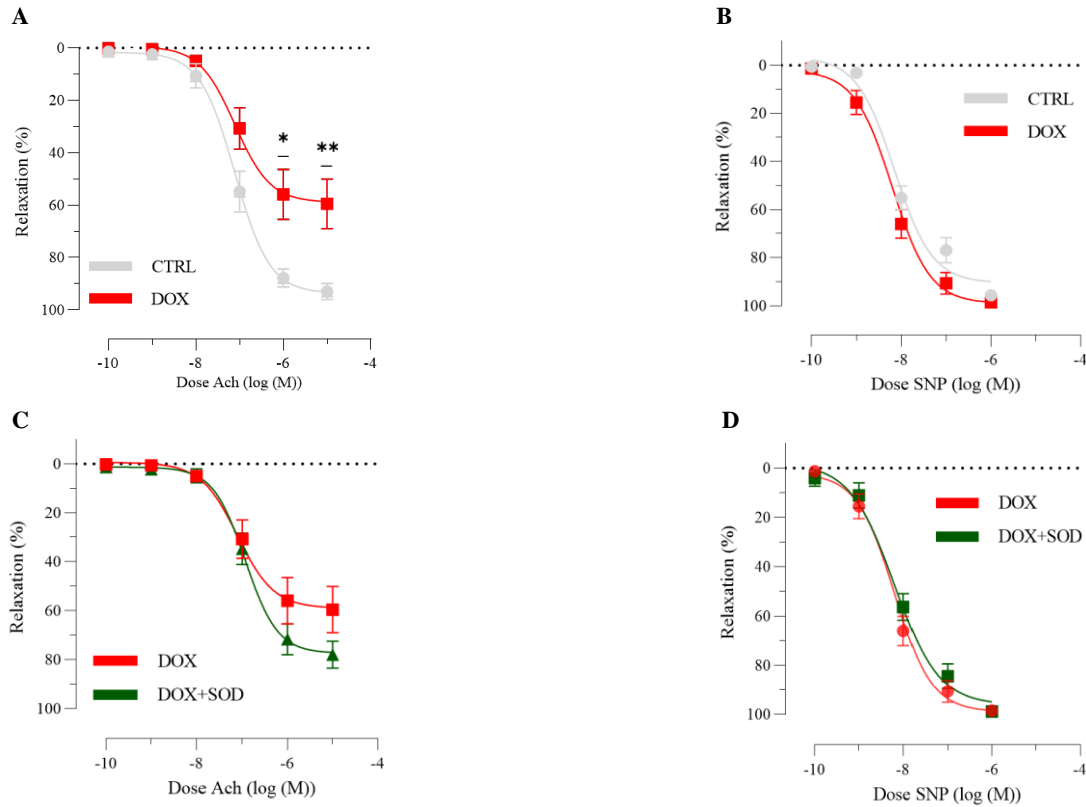 A
0
20
40
60
80
100
Relaxation (%)
*
**
CTRL
DOX
-10
-8
-6
-4
Dose Ach (log (M))
B
0
20
40
60
80
100
Relaxation (%)
CTRL
DOX
-10
-8
-6
-4
Dose SNP (log (M))
C
0
20
40
60
80
100
Relaxation (%)
DOX
DOX+SOD
-10
-8
-6
-4
Dose Ach (log (M))
D
0
20
40
60
80
100
Relaxation (%)
DOX
DOX+SOD
-10
-8
-6
-4
Dose SNP (log (M))